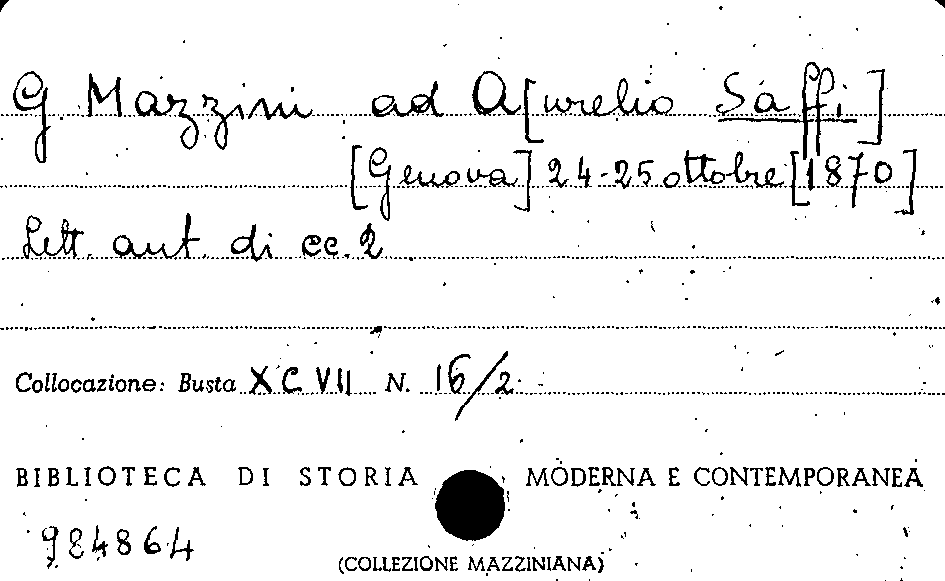 G. Mazzini ad A[urelio Saffi]
[Genova] 24-25 ottobre [1870]
Lett. aut. di cc. 2
Collocazione: Busta XCVII N. 16/2
BIBLIOTECA DI STORIA MODERNA E CONTEMPORANEA
984864
(COLLEZIONE MAZZINIANA)